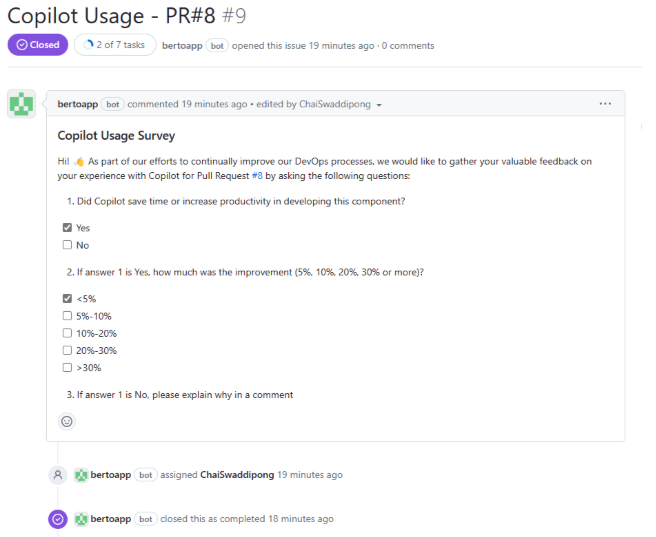 Copilot Usage - PR#8 #9
Closed 2 of 7 tasks bertoapp bot opened this issue 19 minutes ago · 0 comments
bertoapp bot commented 19 minutes ago • edited by ChaiSwaddipong
Copilot Usage Survey
Hi! 👋 As part of our efforts to continually improve our DevOps processes, we would like to gather your valuable feedback on
your experience with Copilot for Pull Request #8 by asking the following questions:
1. Did Copilot save time or increase productivity in developing this component?
Yes
No
2. If answer 1 is Yes, how much was the improvement (5%, 10%, 20%, 30% or more)?
<5%
5%-10%
10%-20%
20%-30%
>30%
3. If answer 1 is No, please explain why in a comment
bertoapp bot assigned ChaiSwaddipong 19 minutes ago
bertoapp bot closed this as completed 18 minutes ago